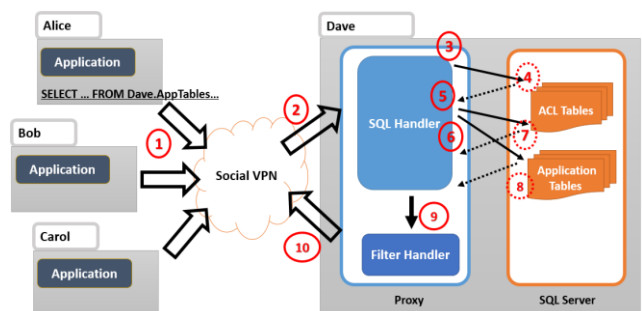 Alice
Application
SELECT ... FROM Dave.AppTables...
Bob
Application
Carol
Application
1
Social VPN
2
10
Dave
3
4
5
6
7
8
9
SQL Handler
Filter Handler
Proxy
ACL Tables
Application
Tables
SQL Server